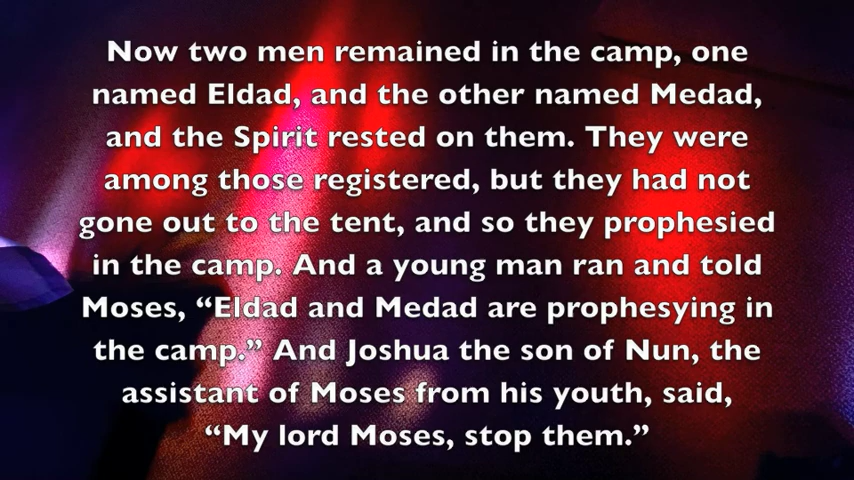 Now two men remained in the camp, one
named Eldad, and the other named Medad,
and the Spirit rested on them. They were
among those registered, but they had not
gone out to the tent, and so they prophesied
in the camp. And a young man ran and told
Moses, “Eldad and Medad are prophesying in
the camp.” And Joshua the son of Nun, the
assistant of Moses from his youth, said,
“My lord Moses, stop them.”